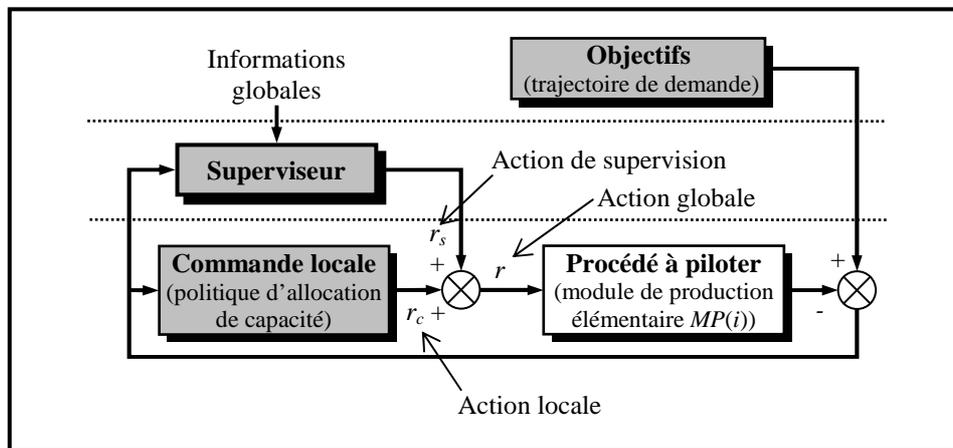 Informations
globales
Objectifs
(trajectoire de demande)
Superviseur
Action de supervision
Action globale
r_s
+
Commande locale
(politique d'allocation
de capacité)
r_c +
r
Procédé à piloter
(module de production
élémentaire MP(i))
+
-
Action locale